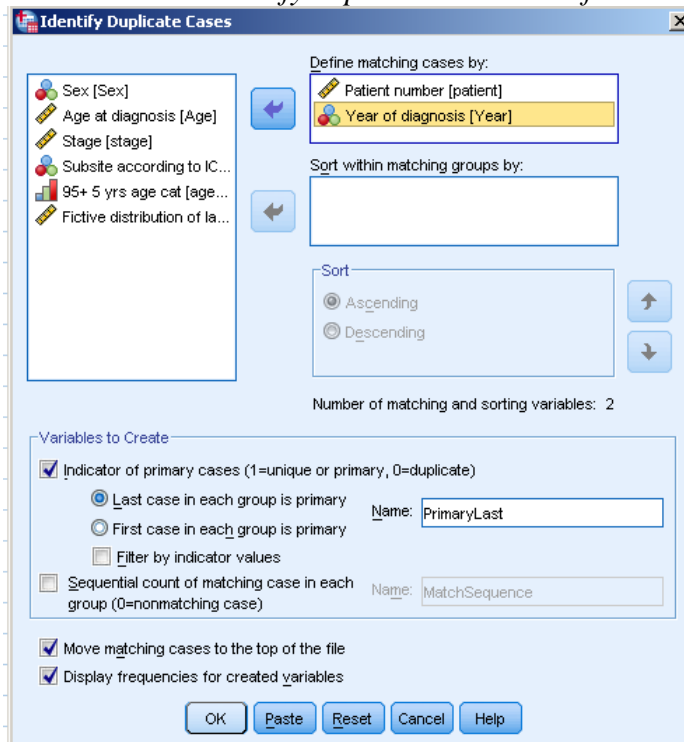 Identify Duplicate Cases
Define matching cases by:
Sex [Sex]
Age at diagnosis [Age]
Stage [stage]
Subsite according to IC...
95+ 5 yrs age cat [age...
Fictive distribution of la...
Patient number [patient]
Year of diagnosis [Year]
Sort within matching groups by:
Sort
Ascending
Descending
Number of matching and sorting variables: 2
Variables to Create
Indicator of primary cases (1=unique or primary, 0=duplicate)
Last case in each group is primary
First case in each group is primary
Name: PrimaryLast
Filter by indicator values
Sequential count of matching case in each
group (0=nonmatching case)
Name: MatchSequence
Move matching cases to the top of the file
Display frequencies for created variables
OK Paste Reset Cancel Help